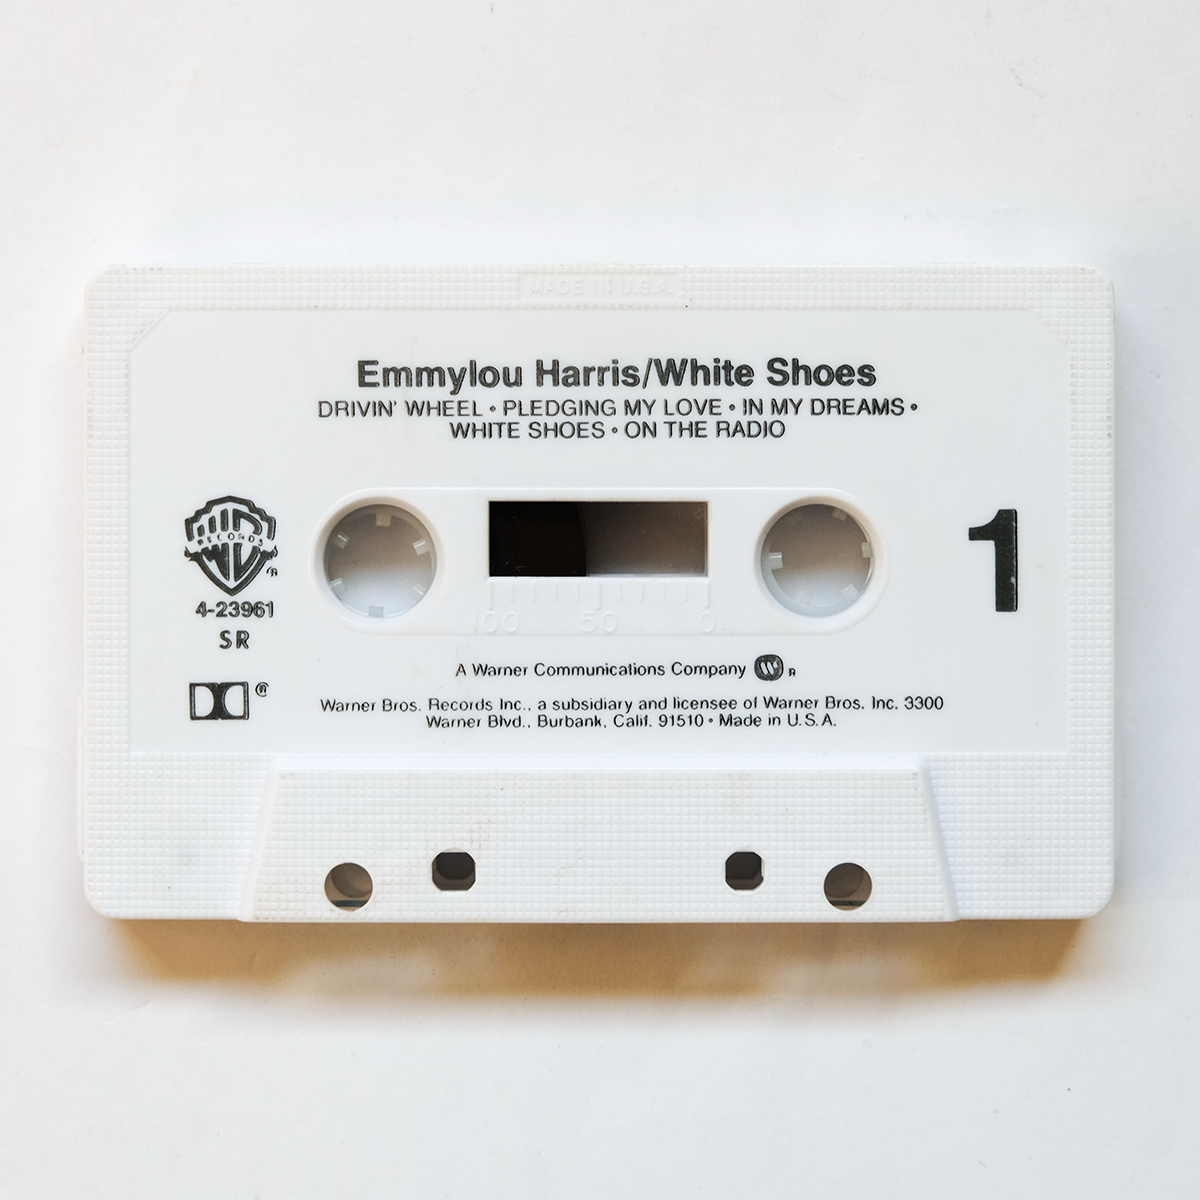 MADE IN U.S.A.
Emmylou Harris/White Shoes
DRIVIN' WHEEL • PLEDGING MY LOVE • IN MY DREAMS •
WHITE SHOES • ON THE RADIO
WB
RECORDS
®
4-23961
SR
®
1
100 50 0
A Warner Communications Company ®
Warner Bros. Records Inc., a subsidiary and licensee of Warner Bros. Inc. 3300
Warner Blvd., Burbank, Calif. 91510 • Made in U.S.A.